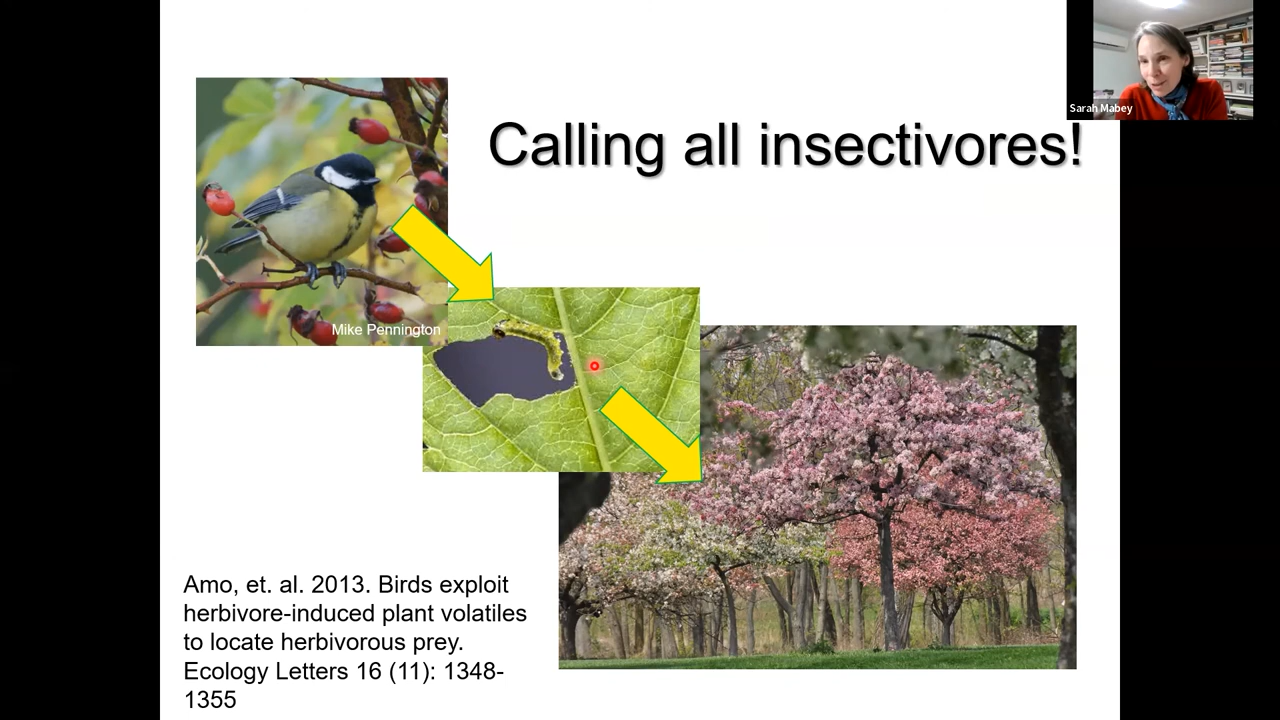 Sarah Mabey
Calling all insectivores!
Mike Pennington
Amo, et. al. 2013. Birds exploit
herbivore-induced plant volatiles
to locate herbivorous prey.
Ecology Letters 16 (11): 1348-
1355